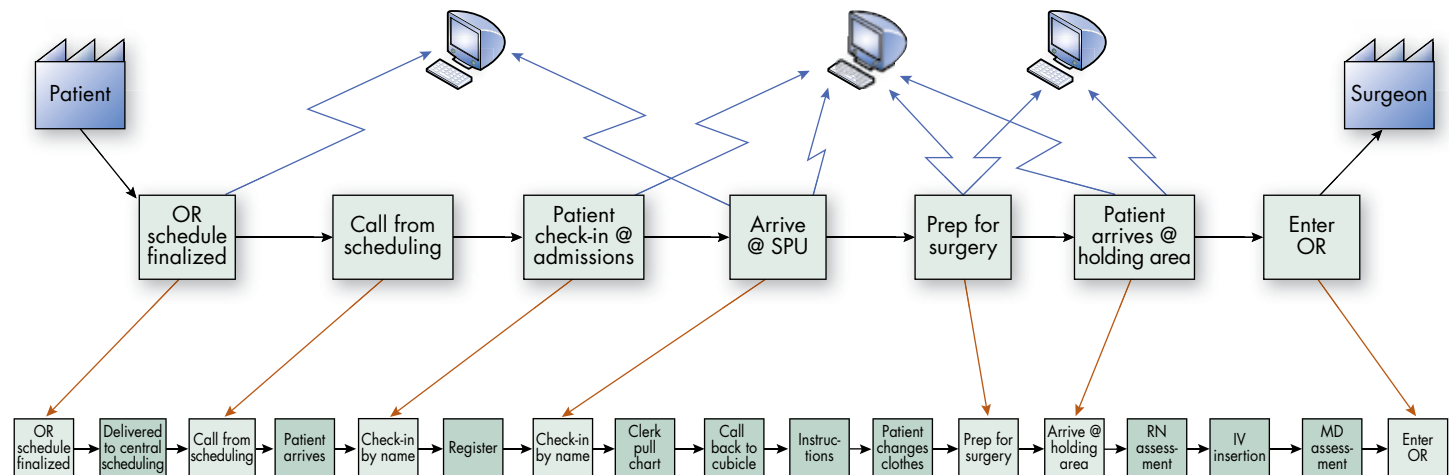 Patient
Surgeon
OR
schedule
finalized
Call from
scheduling
Patient
check-in @
admissions
Arrive
@ SPU
Prep for
surgery
Patient
arrives @
holding area
Enter
OR
OR
schedule
finalized
Delivered
to central
scheduling
Call from
scheduling
Patient
arrives
Check-in
by name
Register
Check-in
by name
Clerk
pull
chart
Call
back to
cubicle
Instruc-
tions
Patient
changes
clothes
Prep for
surgery
Arrive @
holding
area
RN
assess-
ment
IV
insertion
MD
assess-
ment
Enter
OR